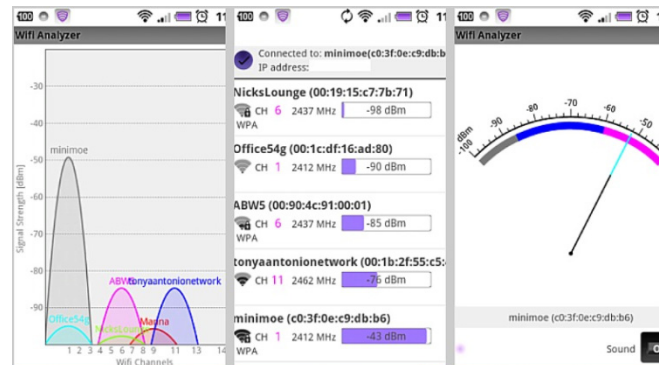 100
11
Wifi Analyzer
-30
-40
-50
-60
-70
-80
-90
Signal Strength [dBm]
minimoe
Office54g
ABW5
NicksLounge
Manna
tonyaantonionetwork
1 2 3 4 5 6 7 8 9 11 13 14
Wifi Channels
100
11
Connected to: minimoe(c0:3f:0e:c9:db:b
IP address:
NicksLounge (00:19:15:c7:7b:71)
CH 6 2437 MHz -98 dBm
WPA
Office54g (00:1c:df:16:ad:80)
CH 1 2412 MHz -90 dBm
ABW5 (00:90:4c:91:00:01)
CH 6 2437 MHz -85 dBm
WPA
tonyaantonionetwork (00:1b:2f:55:c5:
CH 11 2462 MHz -76 dBm
minimoe (c0:3f:0e:c9:db:b6)
CH 1 2412 MHz -43 dBm
WPA
100
Wifi Analyzer
dBm
-100
-90
-80
-70
-60
-50
minimoe (c0:3f:0e:c9:db:b6)
Sound